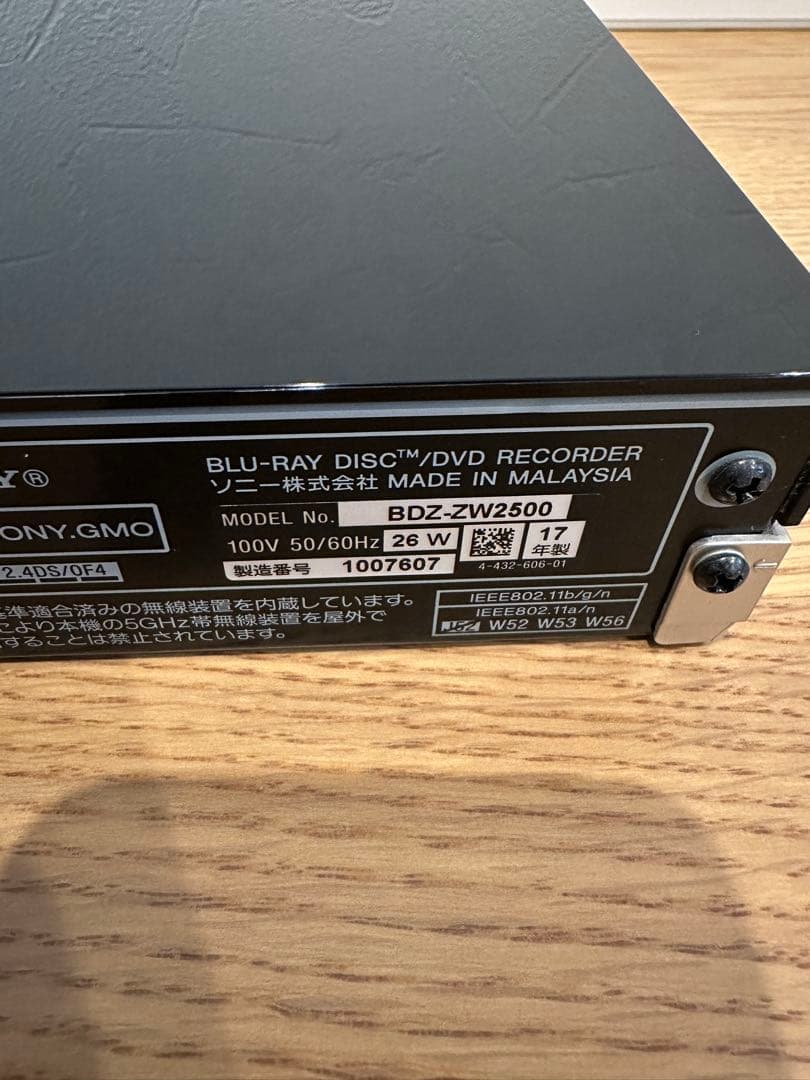 BLU-RAY DISC™/DVD RECORDER
ソニー株式会社 MADE IN MALAYSIA
Y®
ONY.GMO
MODEL No. BDZ-ZW2500
100V 50/60Hz 26 W
17
年製
2.4DS/OF4
製造番号 1007607
4-432-606-01
準適合済みの無線装置を内蔵しています。
により本機の5GHz帯無線装置を屋外で
することは禁止されています。
IEEE802.11b/g/n
IEEE802.11a/n
J52 W52 W53 W56